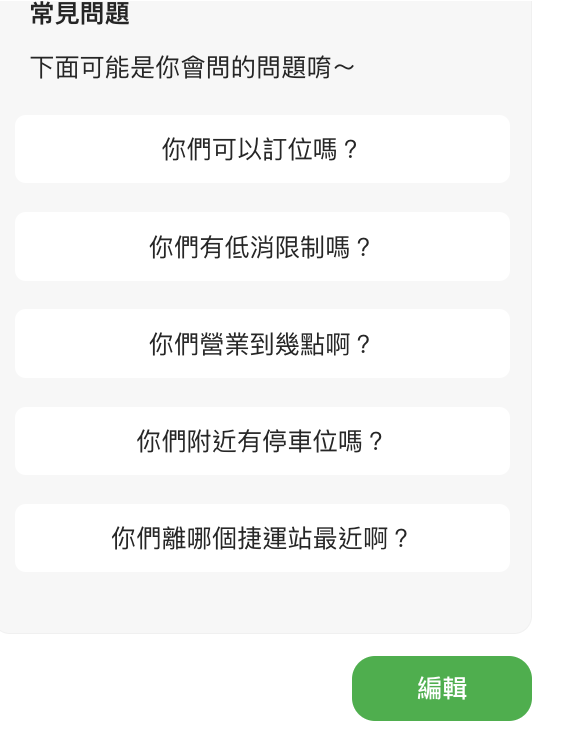 常見問題
下面可能是你會問的問題唷～
你們可以訂位嗎？
你們有低消限制嗎？
你們營業到幾點啊？
你們附近有停車位嗎？
你們離哪個捷運站最近啊？
編輯